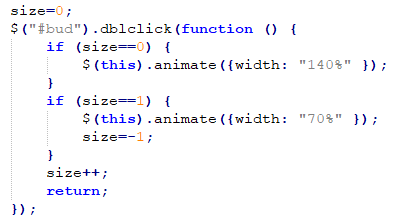 size=0;
$("#bud").dblclick(function () {
    if (size==0) {
        $(this).animate({width: "140%" });
    }
    if (size==1) {
        $(this).animate({width: "70%" });
        size=-1;
    }
    size++;
    return;
});